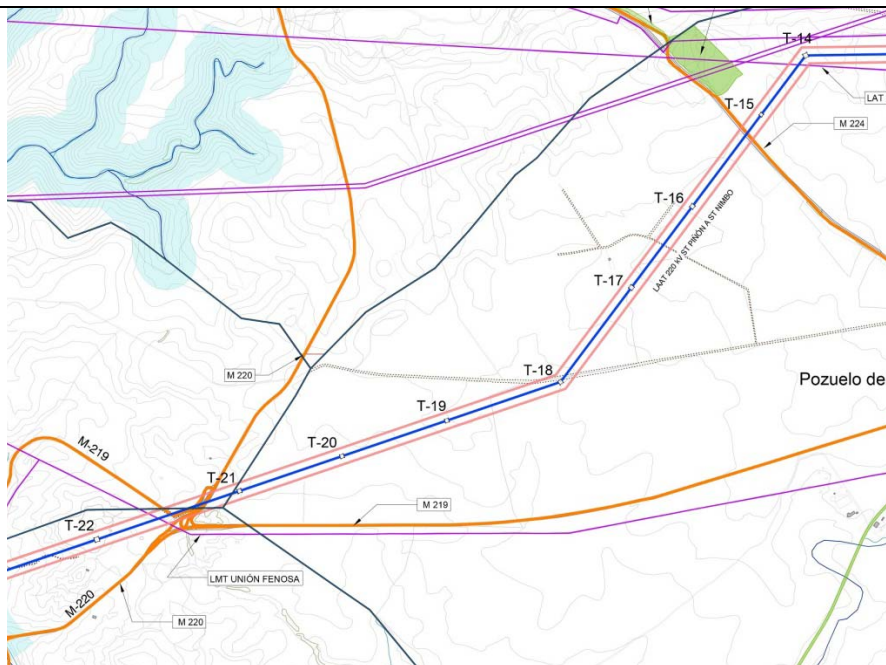 T-14
LAT
T-15
M 224
T-16
LAAT 220 kV ST PIÑÓN A ST NIMBO
T-17
T-18
M 220
Pozuelo de
T-19
M-219
T-20
T-21
M 219
T-22
LMT UNIÓN FENOSA
M-220
M 220